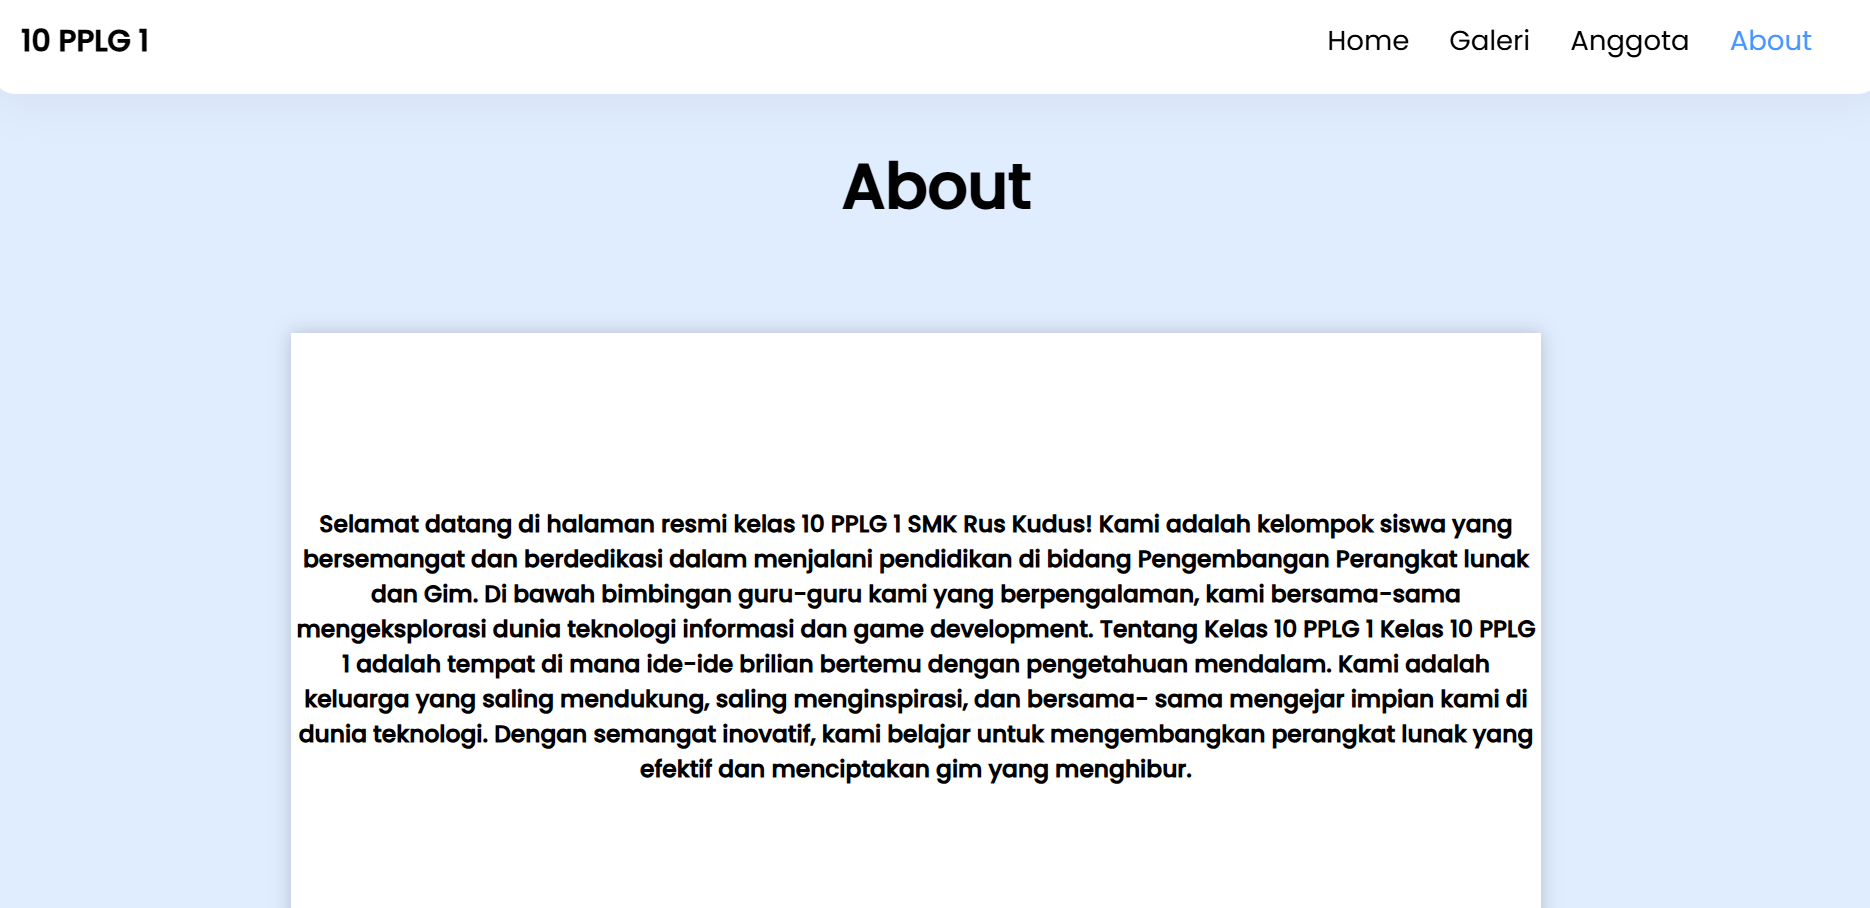 10 PPLG 1
Home
Galeri
Anggota
About
About
Selamat datang di halaman resmi kelas 10 PPLG 1 SMK Rus Kudus! Kami adalah kelompok siswa yang
bersemangat dan berdedikasi dalam menjalani pendidikan di bidang Pengembangan Perangkat lunak
dan Gim. Di bawah bimbingan guru-guru kami yang berpengalaman, kami bersama-sama
mengeksplorasi dunia teknologi informasi dan game development. Tentang Kelas 10 PPLG 1 Kelas 10 PPLG
1 adalah tempat di mana ide-ide brilian bertemu dengan pengetahuan mendalam. Kami adalah
keluarga yang saling mendukung, saling menginspirasi, dan bersama- sama mengejar impian kami di
dunia teknologi. Dengan semangat inovatif, kami belajar untuk mengembangkan perangkat lunak yang
efektif dan menciptakan gim yang menghibur.